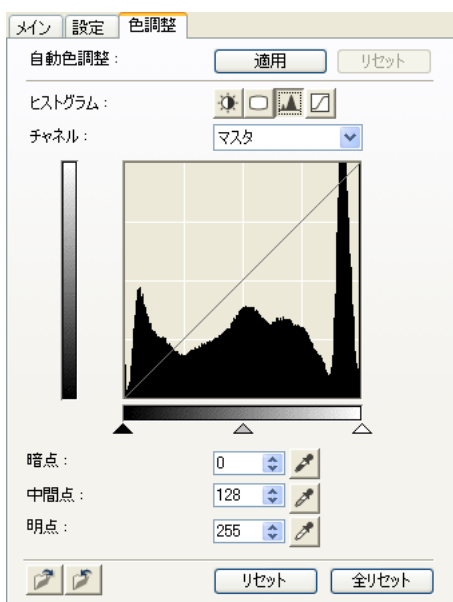 メイン 設定 色調整
自動色調整： 適用 リセット
ヒストグラム：
チャネル： マスタ
暗点： 0
中間点： 128
明点： 255
リセット 全リセット